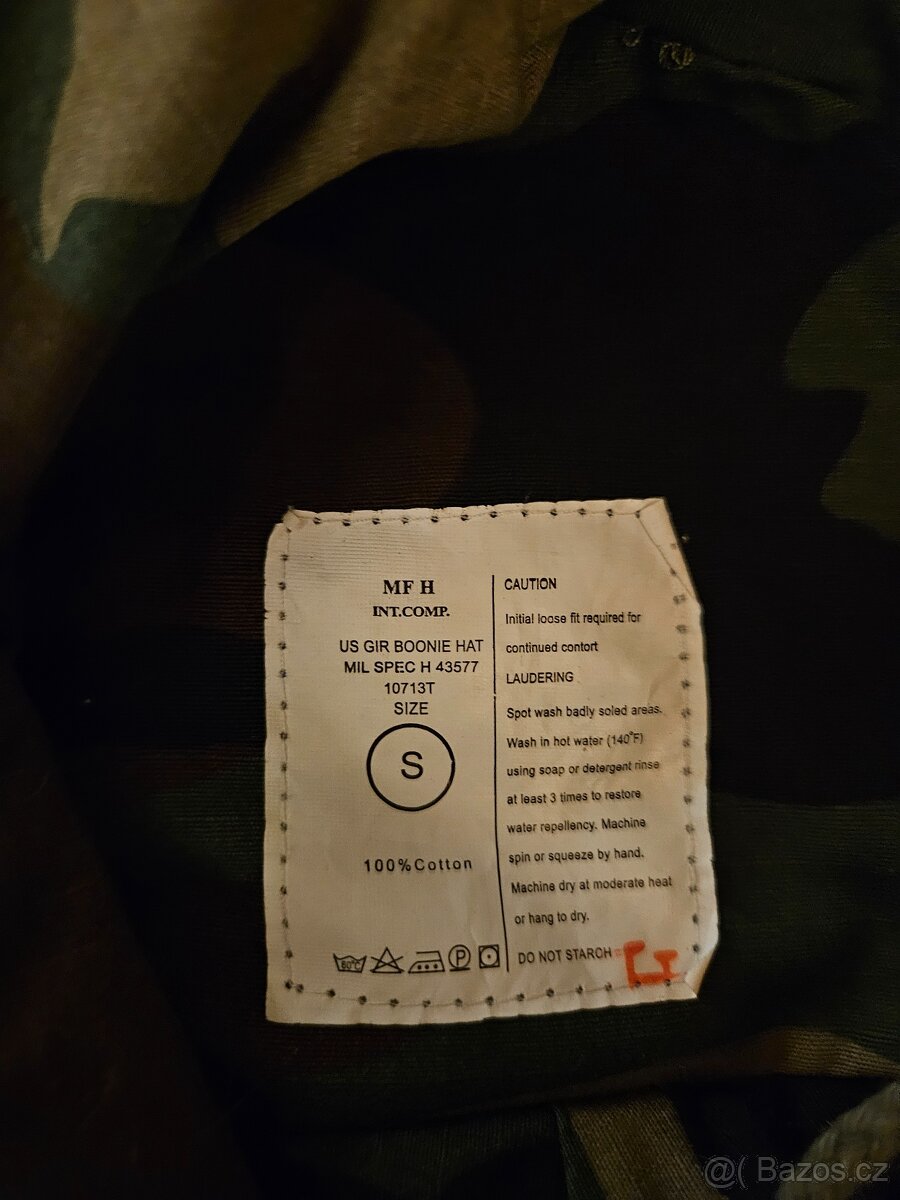 MF H
INT.COMP.
US GIR BOONIE HAT
MIL SPEC H 43577
10713T
SIZE
S
100%Cotton
60°C
P
CAUTION
Initial loose fit required for
continued contort
LAUDERING
Spot wash badly soled areas.
Wash in hot water (140°F)
using soap or detergent rinse
at least 3 times to restore
water repellency. Machine
spin or squeeze by hand.
Machine dry at moderate heat
or hang to dry.
DO NOT STARCH
@( Bazos.cz